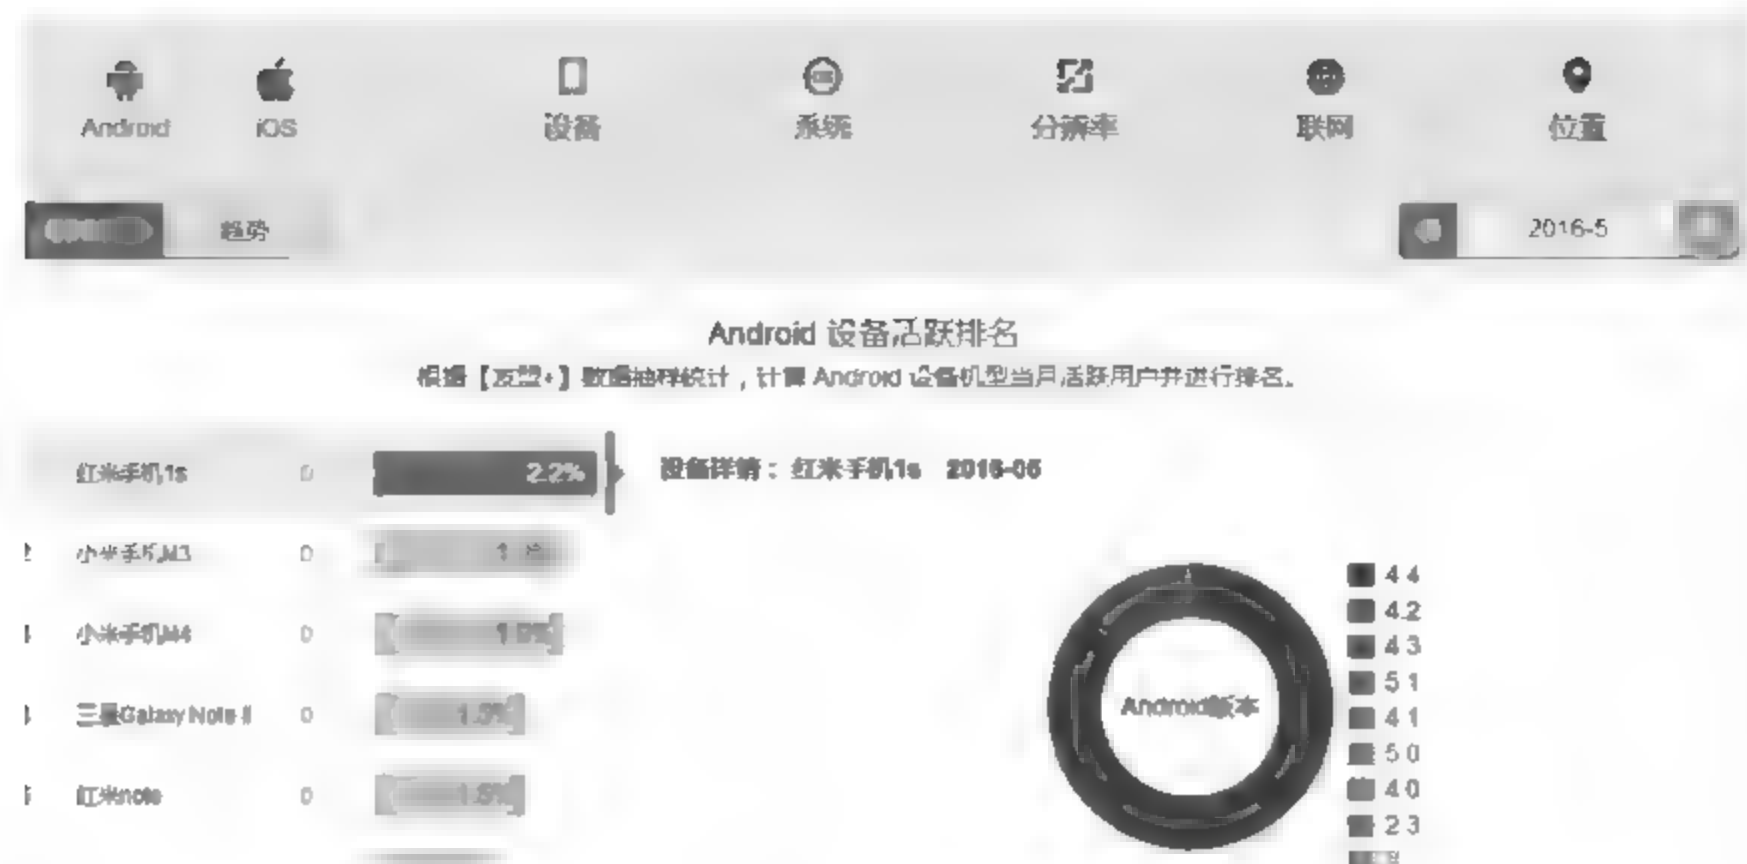 Android iOS 设备 系统 分辨率 联网 位置
趋势 2016-5
Android 设备活跃排名
根据【友盟+】数据抽样统计，计算 Android 设备机型当月活跃用户并进行排名。
红米手机1s 0 2.2% 设备详情：红米手机1s 2016-05
2 小米手机M3 0
小米手机M4 0
三星Galaxy Note II 0
红米note 0
Android版本
4.4
4.2
4.3
5.1
4.1
5.0
4.0
2.3